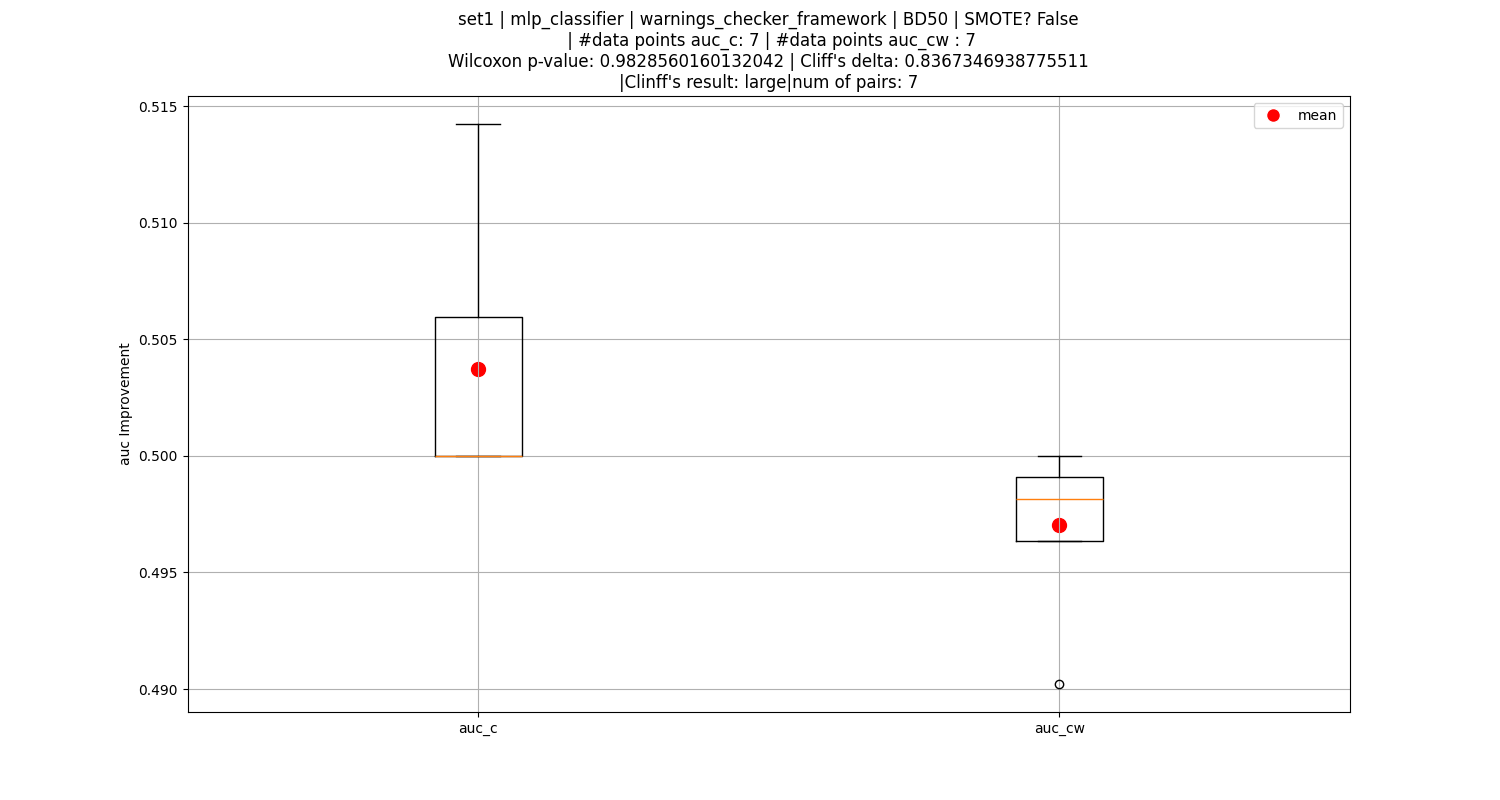 set1 | mlp_classifier | warnings_checker_framework | BD50 | SMOTE? False
| #data points auc_c: 7 | #data points auc_cw : 7
Wilcoxon p-value: 0.9828560160132042 | Cliff's delta: 0.8367346938775511
|Clinff's result: large|num of pairs: 7
mean
auc Improvement
0.515
0.510
0.505
0.500
0.495
0.490
auc_c
auc_cw